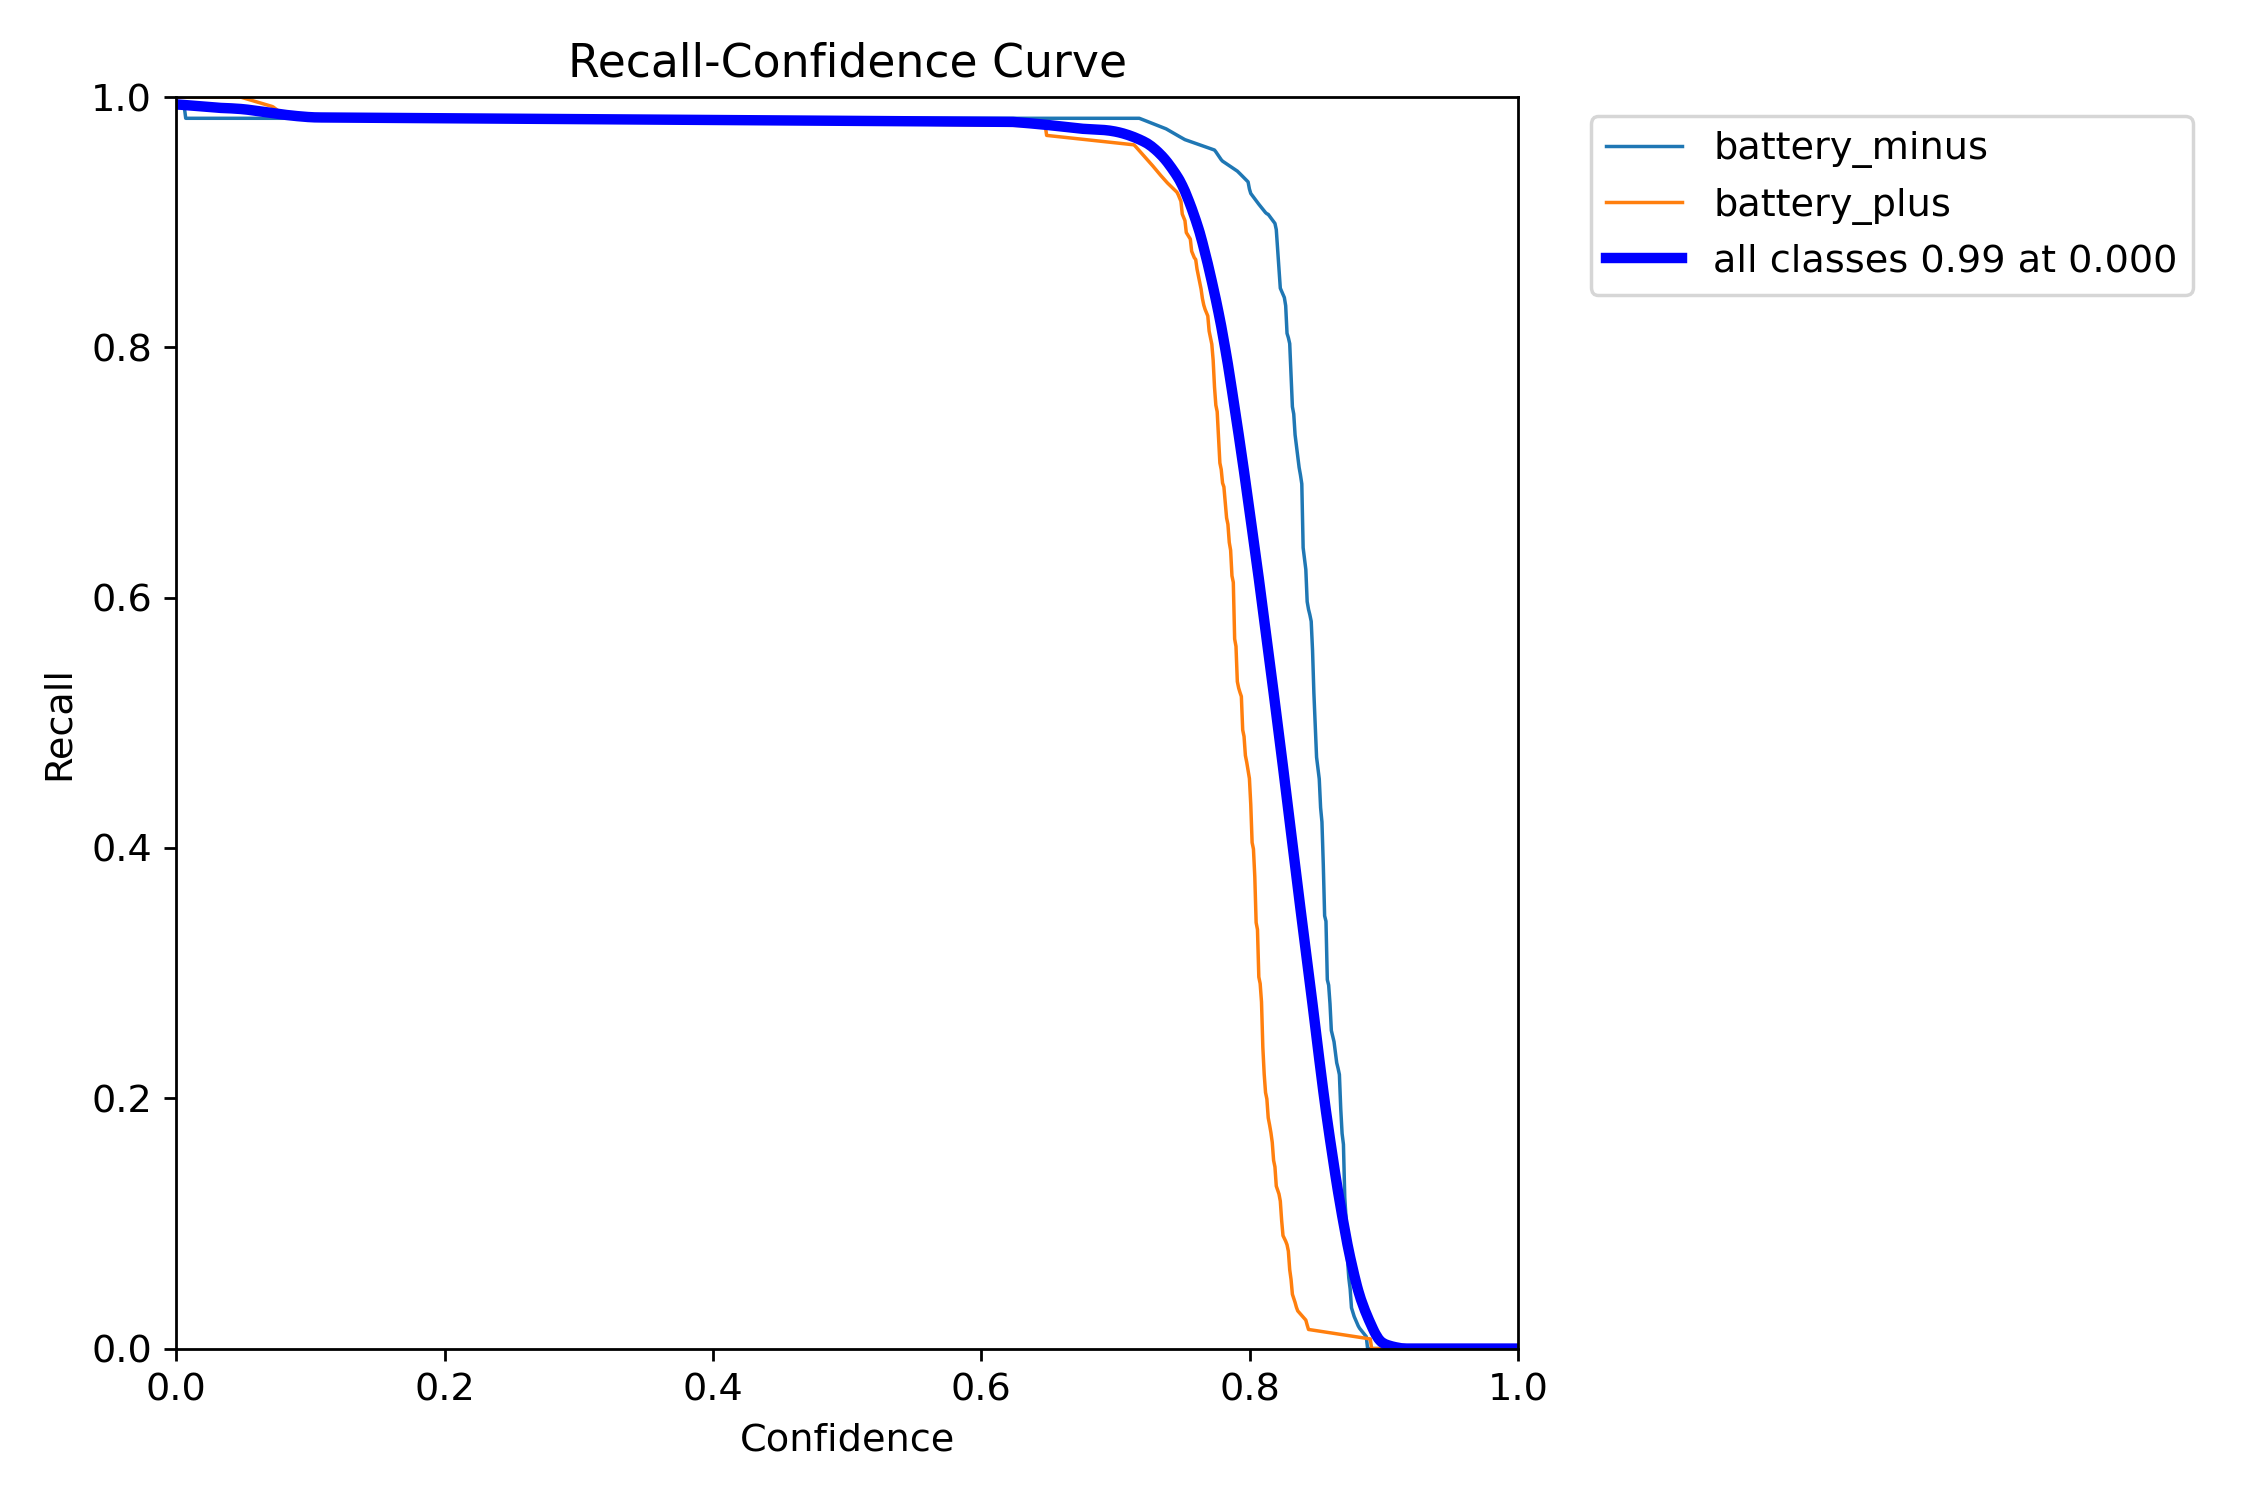 Recall-Confidence Curve
1.0
0.8
0.6
0.4
0.2
0.0
Recall
0.0 0.2 0.4 0.6 0.8 1.0
Confidence
battery_minus
battery_plus
all classes 0.99 at 0.000